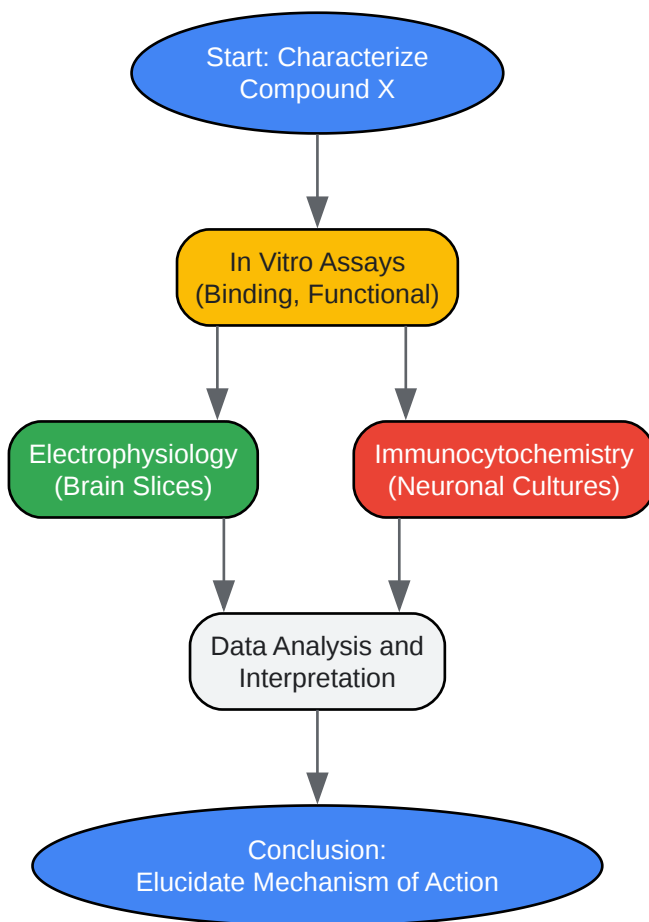 Start: Characterize
Compound X
In Vitro Assays
(Binding, Functional)
Electrophysiology
(Brain Slices)
Immunocytochemistry
(Neuronal Cultures)
Data Analysis and
Interpretation
Conclusion:
Elucidate Mechanism of Action